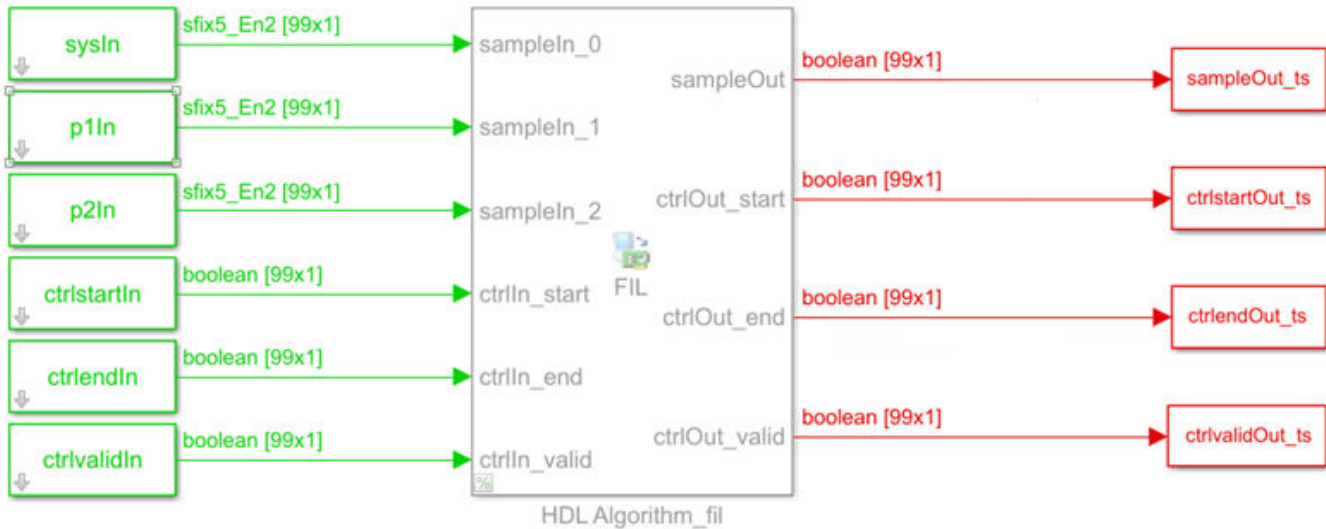 sysIn
sfix5_En2 [99x1]
sampleIn_0
p1In
sfix5_En2 [99x1]
sampleIn_1
p2In
sfix5_En2 [99x1]
sampleIn_2
ctrlstartIn
boolean [99x1]
ctrlIn_start
ctrlendIn
boolean [99x1]
ctrlIn_end
ctrlvalidIn
boolean [99x1]
ctrlIn_valid
FIL
sampleOut
boolean [99x1]
sampleOut_ts
ctrlOut_start
boolean [99x1]
ctrlstartOut_ts
ctrlOut_end
boolean [99x1]
ctrlendOut_ts
ctrlOut_valid
boolean [99x1]
ctrlvalidOut_ts
%
HDL Algorithm_fil